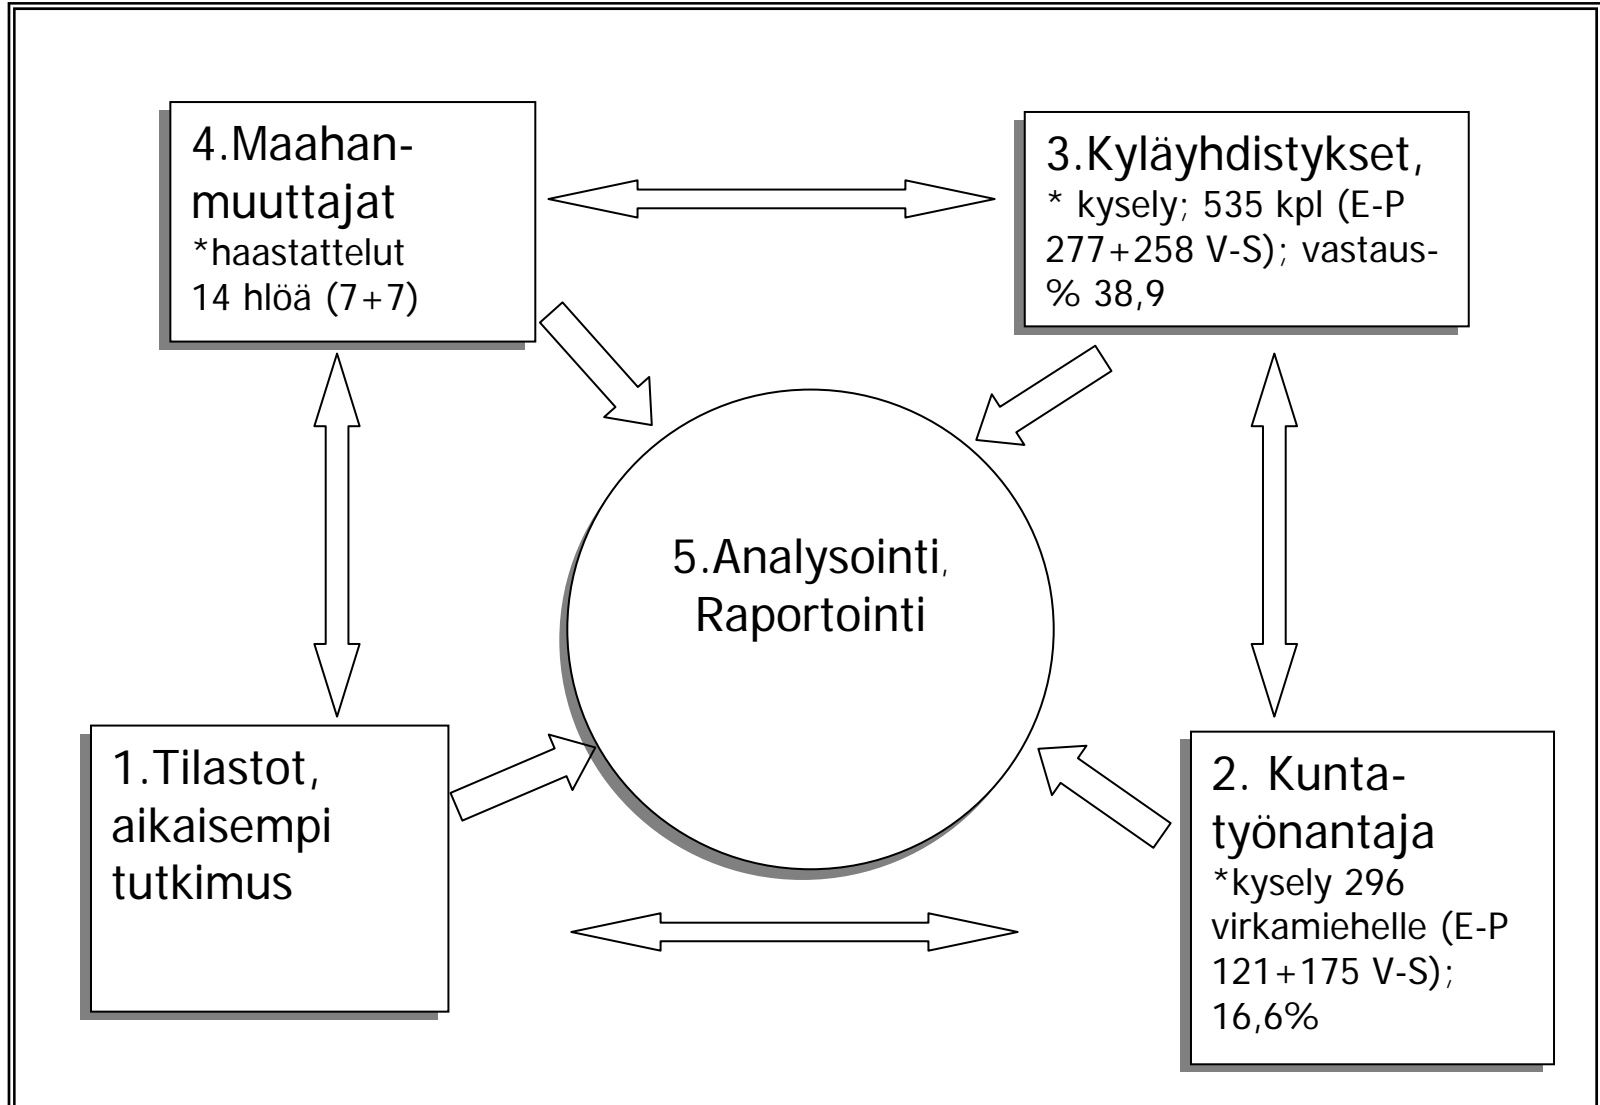 4.Maahan-
muuttajat
*haastattelut
14 hlöä (7+7)
3.Kyläyhdistykset,
* kysely; 535 kpl (E-P
277+258 V-S); vastaus-
% 38,9
5.Analysointi,
Raportointi
1.Tilastot,
aikaisempi
tutkimus
2. Kunta-
työnantaja
*kysely 296
virkamiehelle (E-P
121+175 V-S);
16,6%